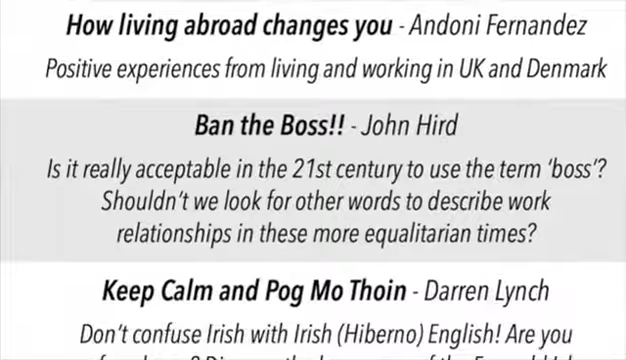 How living abroad changes you - Andoni Fernandez
Positive experiences from living and working in UK and Denmark
Ban the Boss!! - John Hird
Is it really acceptable in the 21st century to use the term ‘boss’?
Shouldn’t we look for other words to describe work
relationships in these more equalitarian times?
Keep Calm and Pog Mo Thoin - Darren Lynch
Don’t confuse Irish with Irish (Hiberno) English! Are you